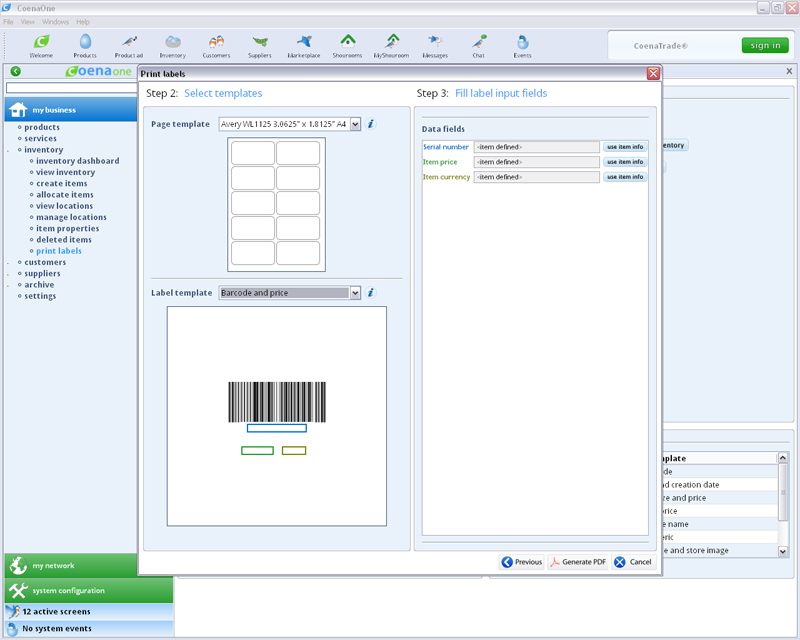 CoenaOne
File View Windows Help
Welcome Products Product ad Inventory Customers Suppliers Marketplace Showrooms MyShowroom Messages Chat Events
CoenaTrade®
sign in
Coenaone
my business
products
services
inventory
inventory dashboard
view inventory
create items
allocate items
view locations
manage locations
item properties
deleted items
print labels
customers
suppliers
archive
settings
my network
system configuration
12 active screens
No system events
Print labels
Step 2: Select templates
Page template Avery WL1125 3.0625" x 1.8125" A4
Label template Barcode and price
Step 3: Fill label input fields
Data fields
Serial number <item defined> use item info
Item price <item defined> use item info
Item currency <item defined> use item info
Previous Generate PDF Cancel
entory
mplate
de
nd creation date
ze and price
price
e name
eric
e and store image